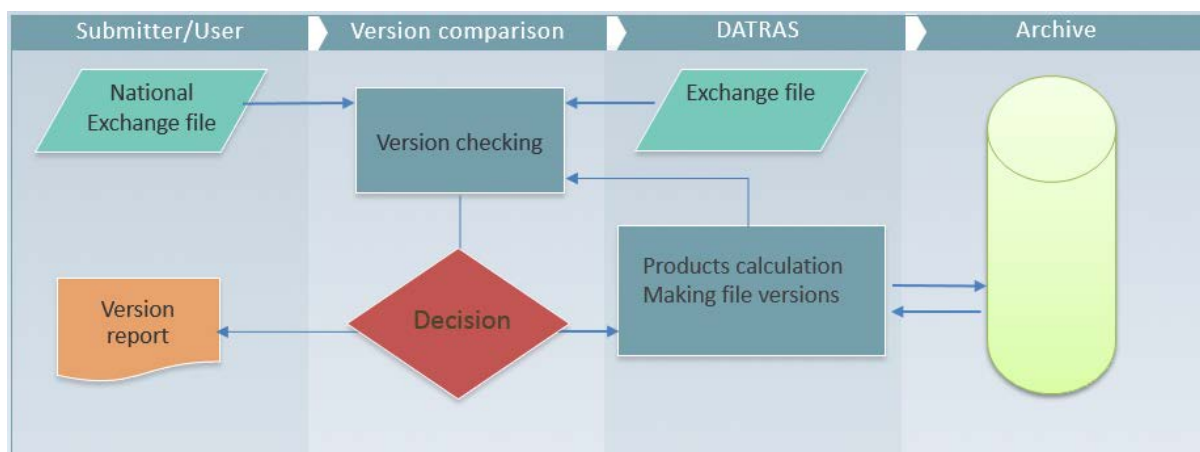 Submitter/User
Version comparison
DATRAS
Archive
National
Exchange file
Version checking
Exchange file
Products calculation
Making file versions
Version
report
Decision